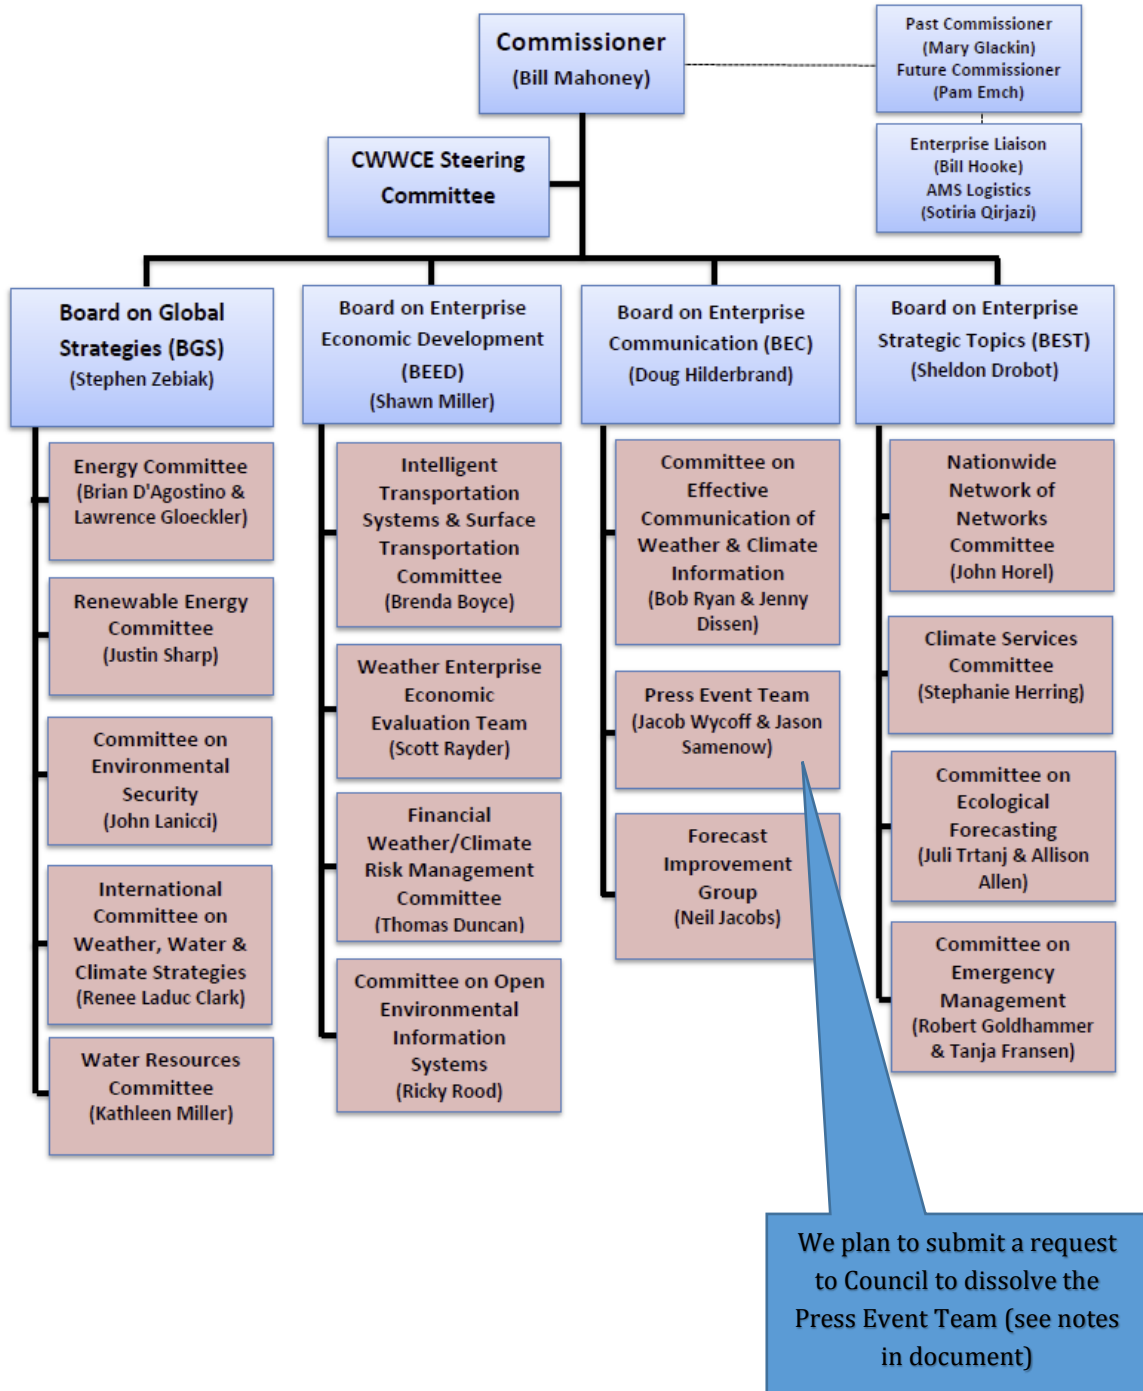 Commissioner
(Bill Mahoney)
Past Commissioner
(Mary Glackin)
Future Commissioner
(Pam Emch)
Enterprise Liaison
(Bill Hooke)
AMS Logistics
(Sotiria Qirjazi)
CWWCE Steering
Committee
Board on Global
Strategies (BGS)
(Stephen Zebiak)
Energy Committee
(Brian D'Agostino &
Lawrence Gloeckler)
Renewable Energy
Committee
(Justin Sharp)
Committee on
Environmental
Security
(John Lanicci)
International
Committee on
Weather, Water &
Climate Strategies
(Renee Laduc Clark)
Water Resources
Committee
(Kathleen Miller)
Board on Enterprise
Economic Development
(BEED)
(Shawn Miller)
Intelligent
Transportation
Systems & Surface
Transportation
Committee
(Brenda Boyce)
Weather Enterprise
Economic
Evaluation Team
(Scott Rayder)
Financial
Weather/Climate
Risk Management
Committee
(Thomas Duncan)
Committee on Open
Environmental
Information
Systems
(Ricky Rood)
Board on Enterprise
Communication (BEC)
(Doug Hilderbrand)
Committee on
Effective
Communication of
Weather & Climate
Information
(Bob Ryan & Jenny
Dissen)
Press Event Team
(Jacob Wycoff & Jason
Samenow)
Forecast
Improvement
Group
(Neil Jacobs)
Board on Enterprise
Strategic Topics (BEST)
(Sheldon Drobot)
Nationwide
Network of
Networks
Committee
(John Horel)
Climate Services
Committee
(Stephanie Herring)
Committee on
Ecological
Forecasting
(Juli Trtanj & Allison
Allen)
Committee on
Emergency
Management
(Robert Goldhammer
& Tanja Fransen)
We plan to submit a request
to Council to dissolve the
Press Event Team (see notes
in document)